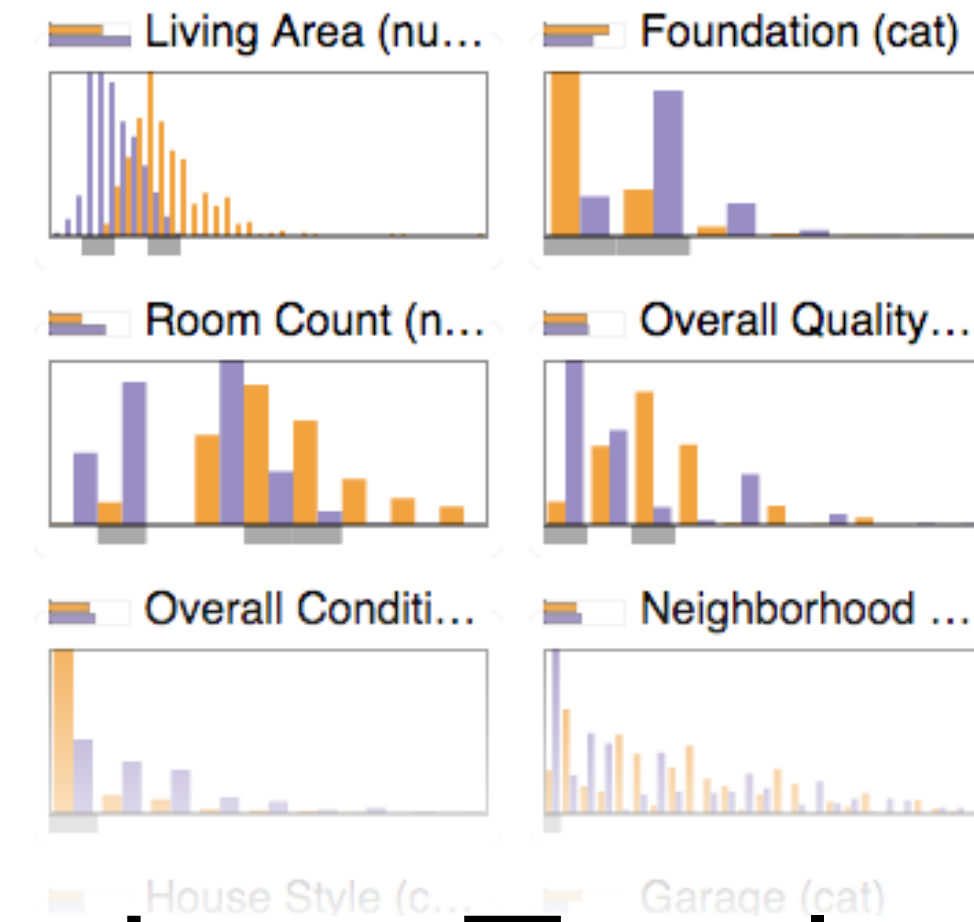 Living Area (nu...
Foundation (cat)
Room Count (n...
Overall Quality...
Overall Conditi...
Neighborhood ...
House Style (c...
Garage (cat)